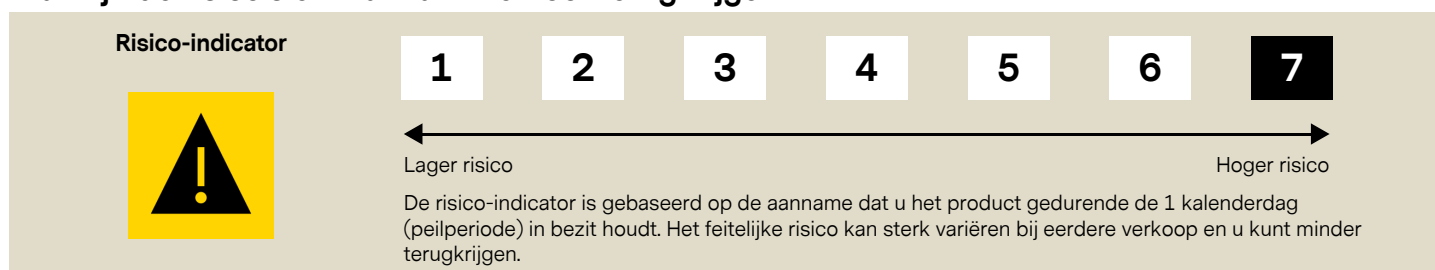 Risico-indicator
1 2 3 4 5 6 7
Lager risico Hoger risico
De risico-indicator is gebaseerd op de aanname dat u het product gedurende de 1 kalenderdag
(peilperiode) in bezit houdt. Het feitelijke risico kan sterk variëren bij eerdere verkoop en u kunt minder
terugkrijgen.